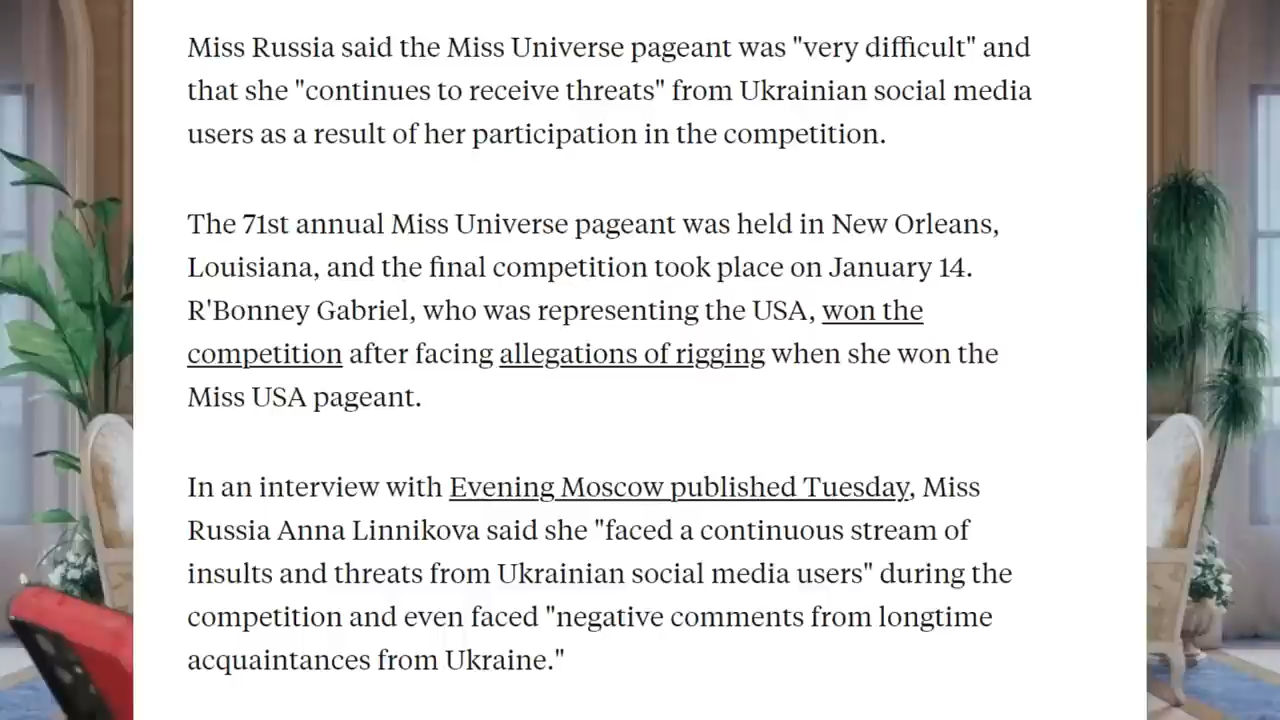 Miss Russia said the Miss Universe pageant was "very difficult" and
that she "continues to receive threats" from Ukrainian social media
users as a result of her participation in the competition.
The 71st annual Miss Universe pageant was held in New Orleans,
Louisiana, and the final competition took place on January 14.
R'Bonney Gabriel, who was representing the USA, won the
competition after facing allegations of rigging when she won the
Miss USA pageant.
In an interview with Evening Moscow published Tuesday, Miss
Russia Anna Linnikova said she "faced a continuous stream of
insults and threats from Ukrainian social media users" during the
competition and even faced "negative comments from longtime
acquaintances from Ukraine."